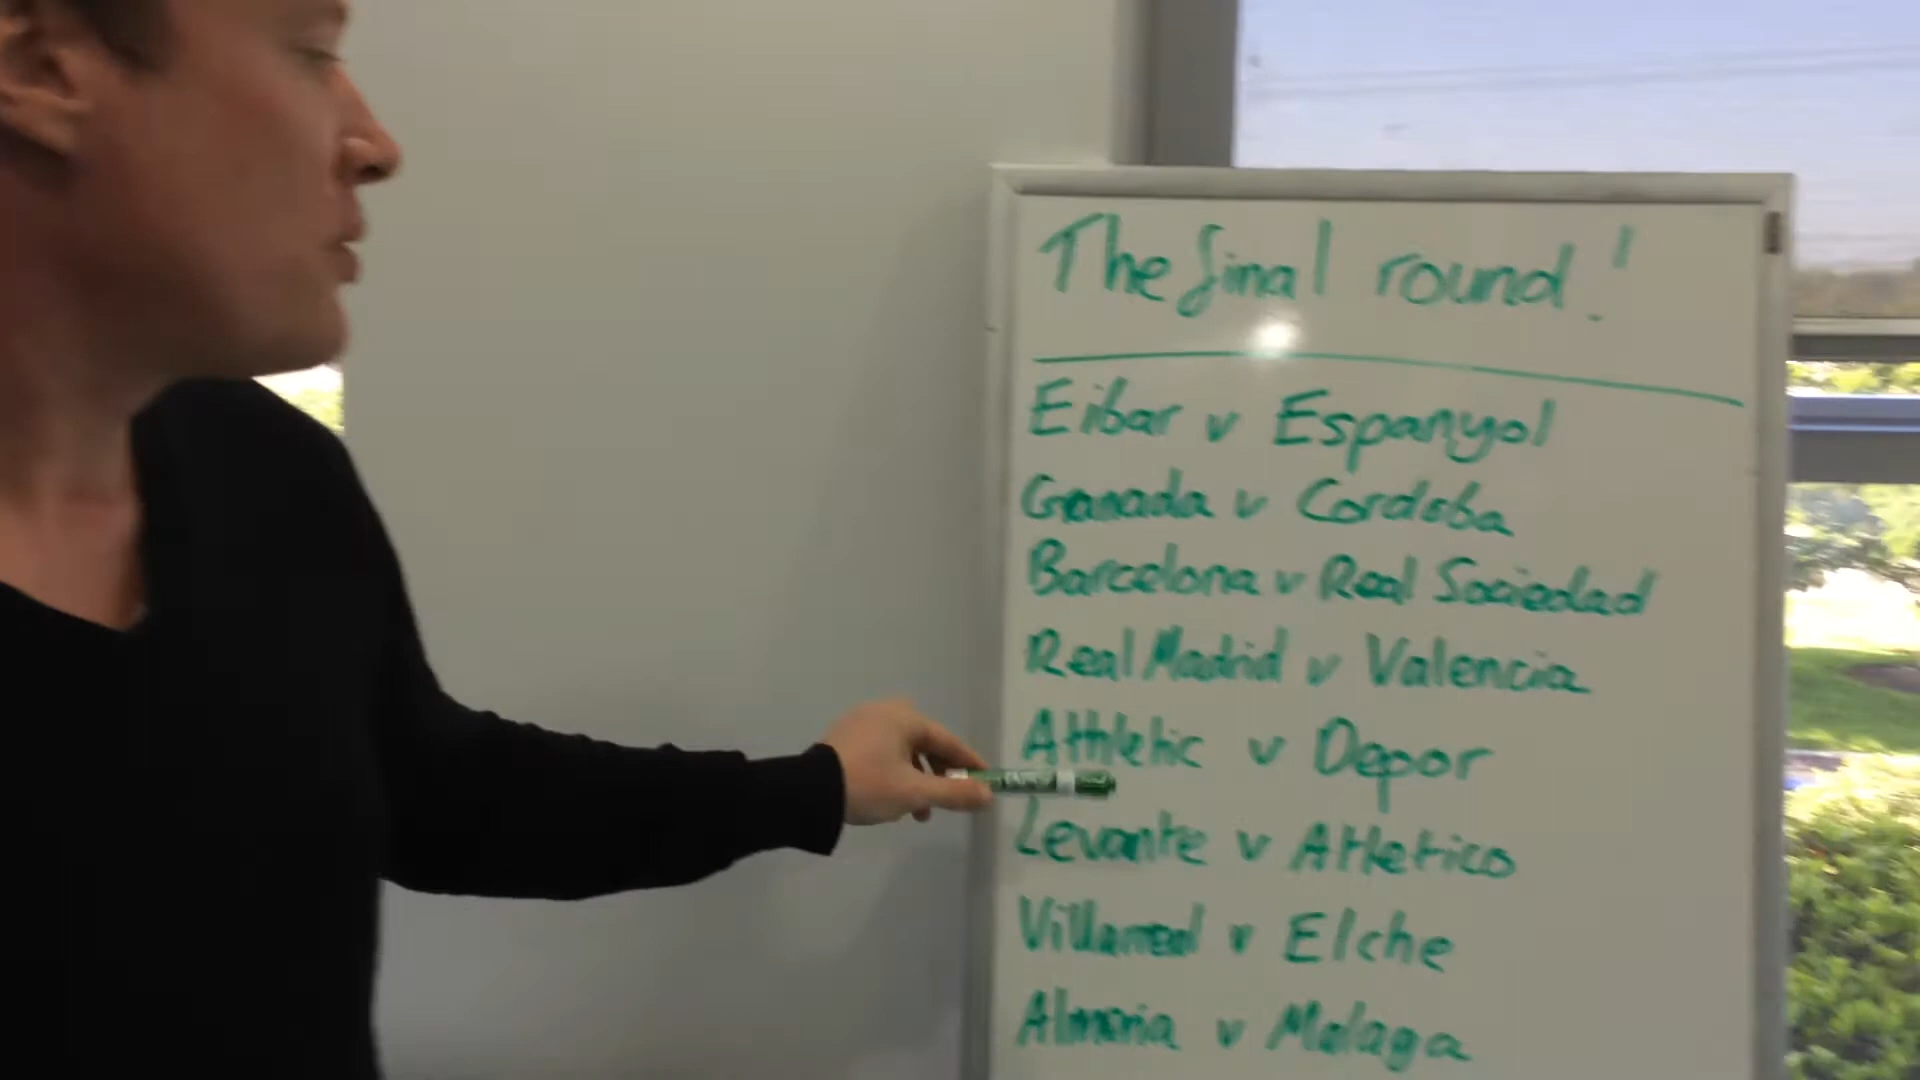 The final round!
Eibar v Espanyol
Granada v Cordoba
Barcelona v Real Sociedad
Real Madrid v Valencia
Athletic v Depor
Levante v Atletico
Villarreal v Elche
Almeria v Malaga